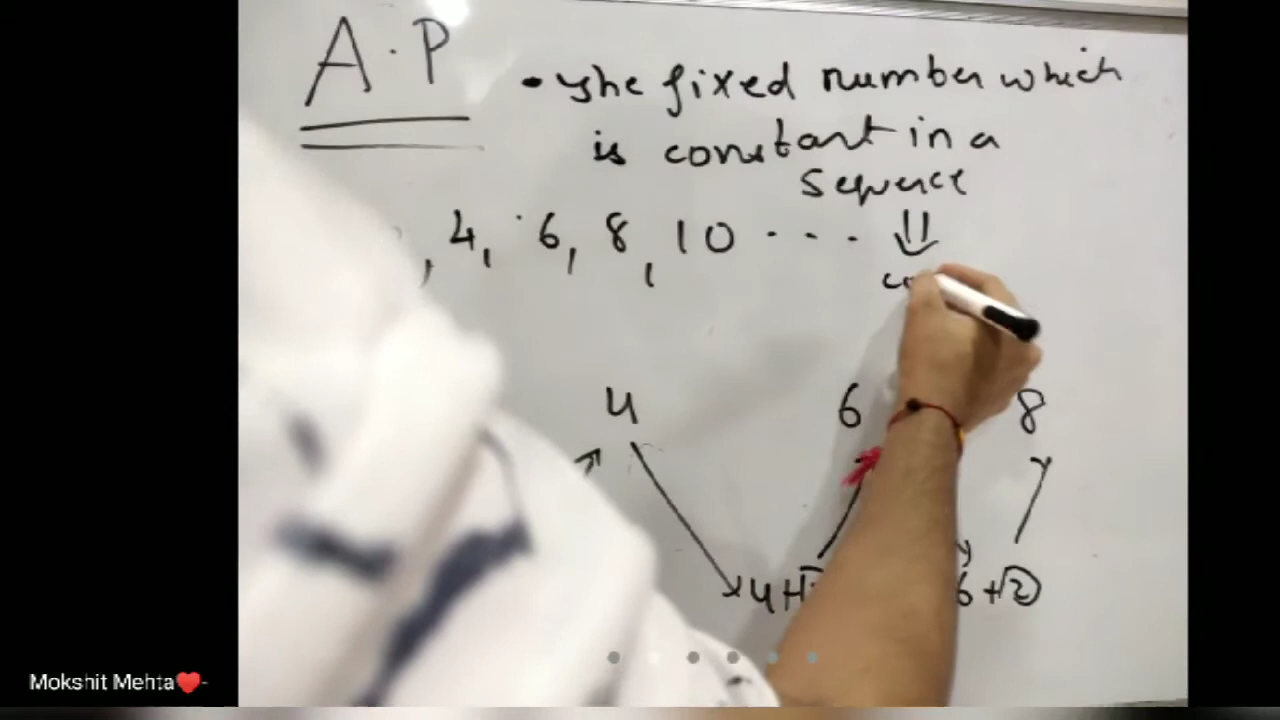 A.P
• The fixed number which
is constant in a
sequence
, 4, 6, 8, 10 ...
4 6 8
4+ 6+2
Mokshit Mehta♥-